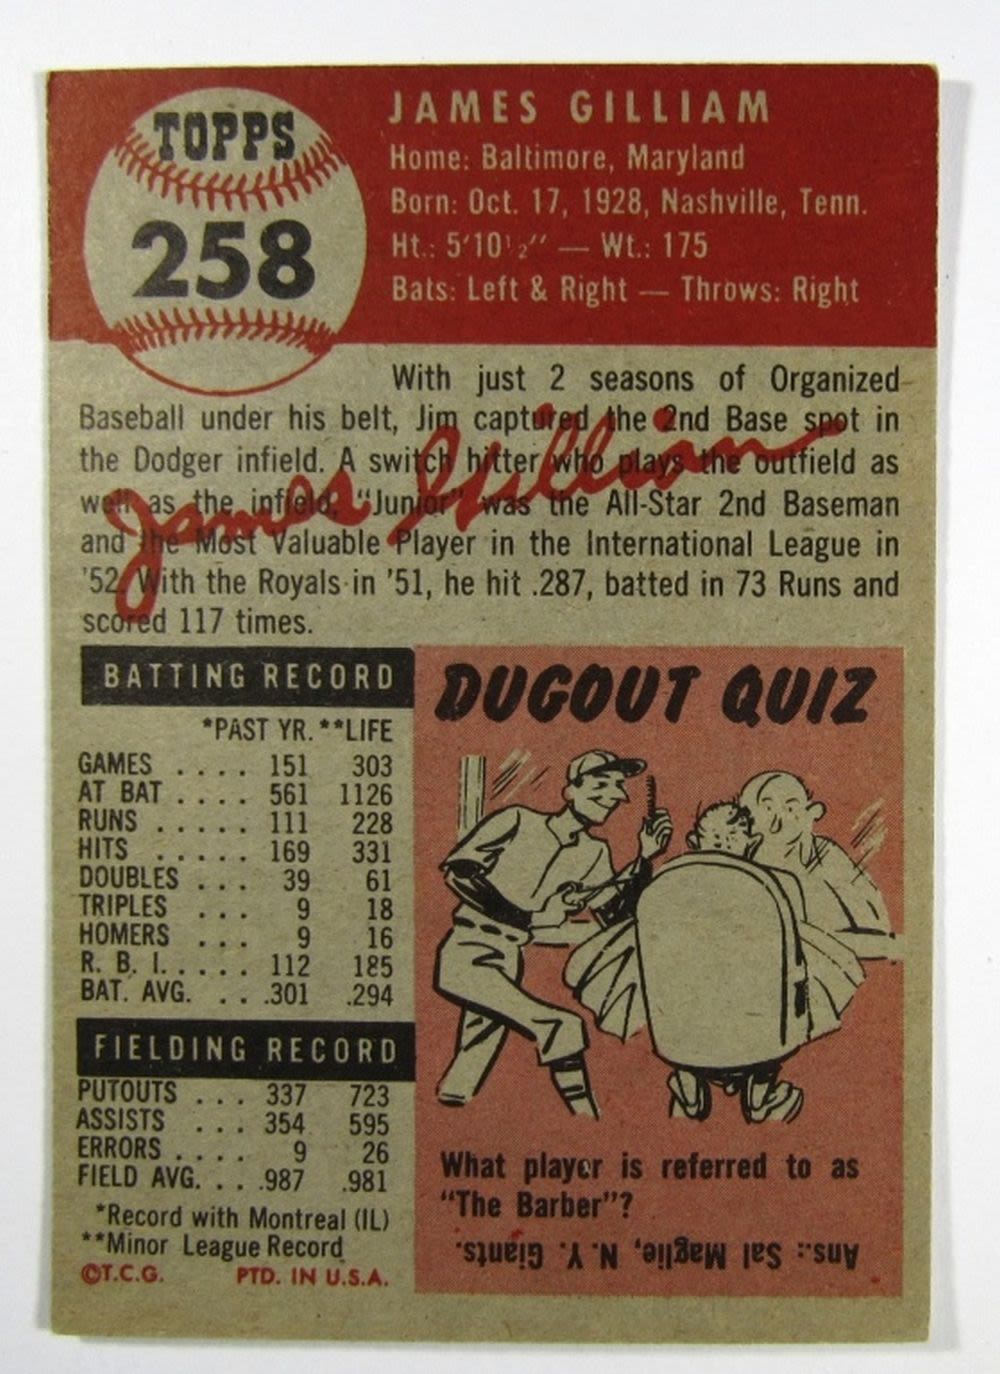 TOPPS
258
JAMES GILLIAM
Home: Baltimore, Maryland
Born: Oct. 17, 1928, Nashville, Tenn.
Ht.: 5'10 1/2" — Wt.: 175
Bats: Left & Right — Throws: Right
With just 2 seasons of Organized
Baseball under his belt, Jim captured the 2nd Base spot in
the Dodger infield. A switch hitter who plays the outfield as
well as the infield, "Junior" was the All-Star 2nd Baseman
and the Most Valuable Player in the International League in
'52. With the Royals in '51, he hit .287, batted in 73 Runs and
scored 117 times.
James Gilliam
BATTING RECORD
*PAST YR. **LIFE
GAMES . . . . 151 303
AT BAT . . . . 561 1126
RUNS . . . . . 111 228
HITS . . . . . 169 331
DOUBLES . . . 39 61
TRIPLES . . . 9 18
HOMERS . . . 9 16
R. B. I. . . . . 112 185
BAT. AVG. . . . .301 .294
FIELDING RECORD
PUTOUTS . . . 337 723
ASSISTS . . . 354 595
ERRORS . . . . 9 26
FIELD AVG. . . . .987 .981
*Record with Montreal (IL)
**Minor League Record
©T.C.G. PTD. IN U.S.A.
DUGOUT QUIZ
What player is referred to as
"The Barber"?
Ans.: Sal Maglie, N. Y. Giants.